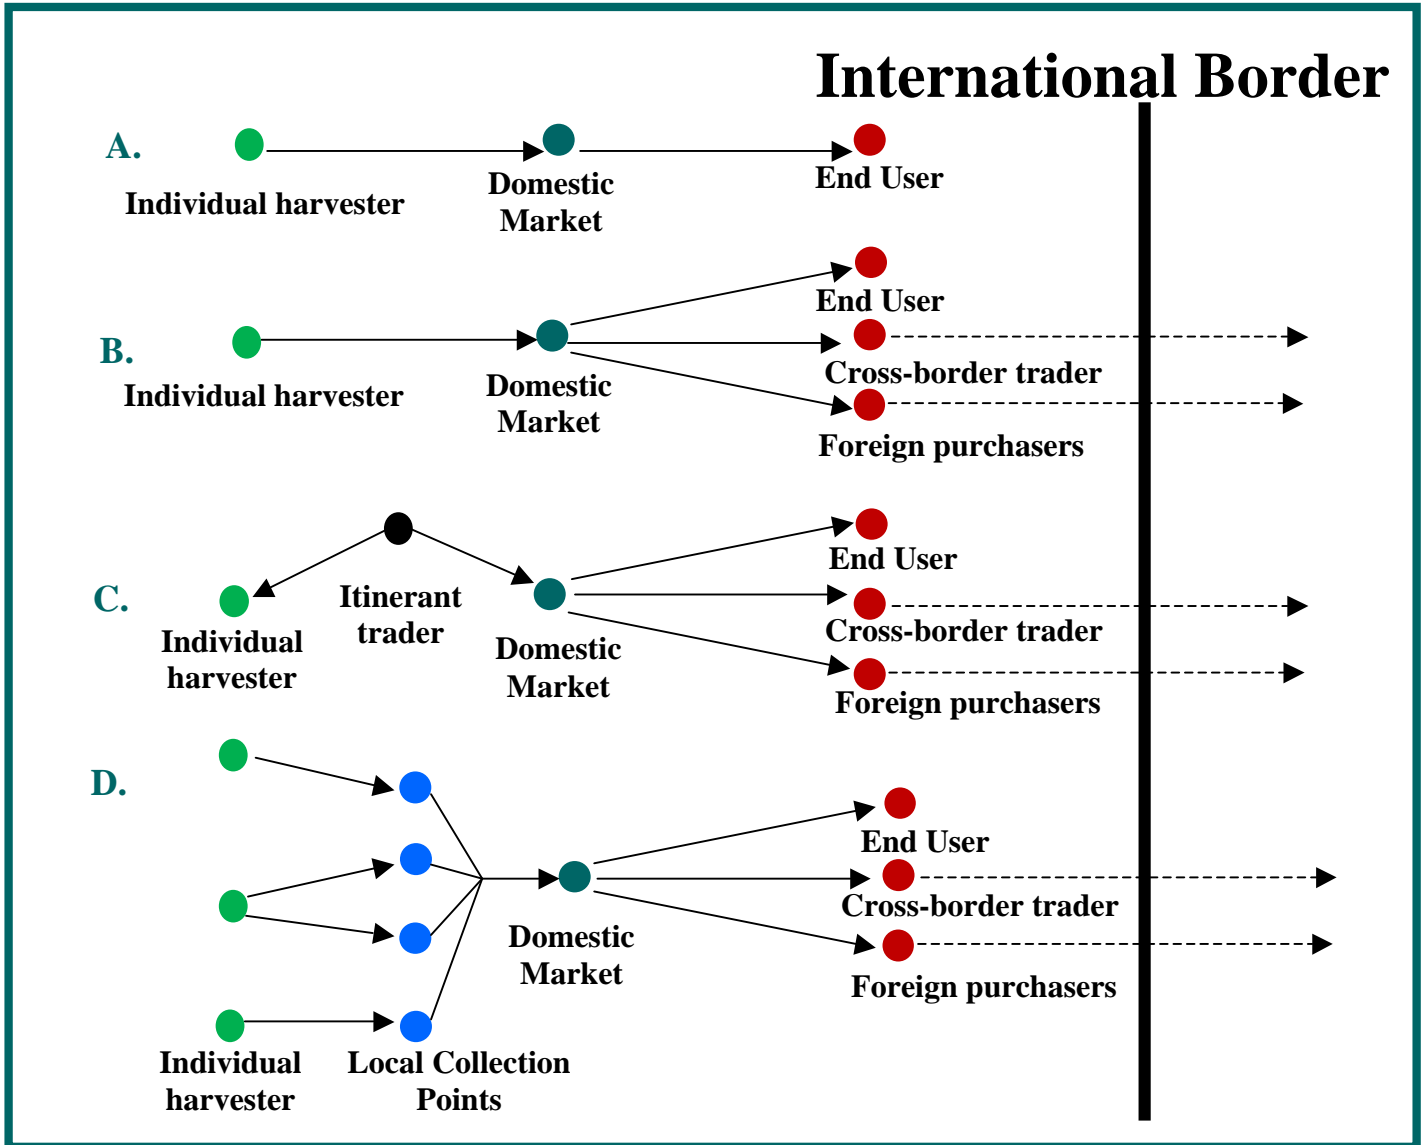 International Border
A.
Individual harvester
Domestic
Market
End User
B.
Individual harvester
Domestic
Market
End User
Cross-border trader
Foreign purchasers
C.
Individual
harvester
Itinerant
trader
Domestic
Market
End User
Cross-border trader
Foreign purchasers
D.
Individual
harvester
Local Collection
Points
Domestic
Market
End User
Cross-border trader
Foreign purchasers